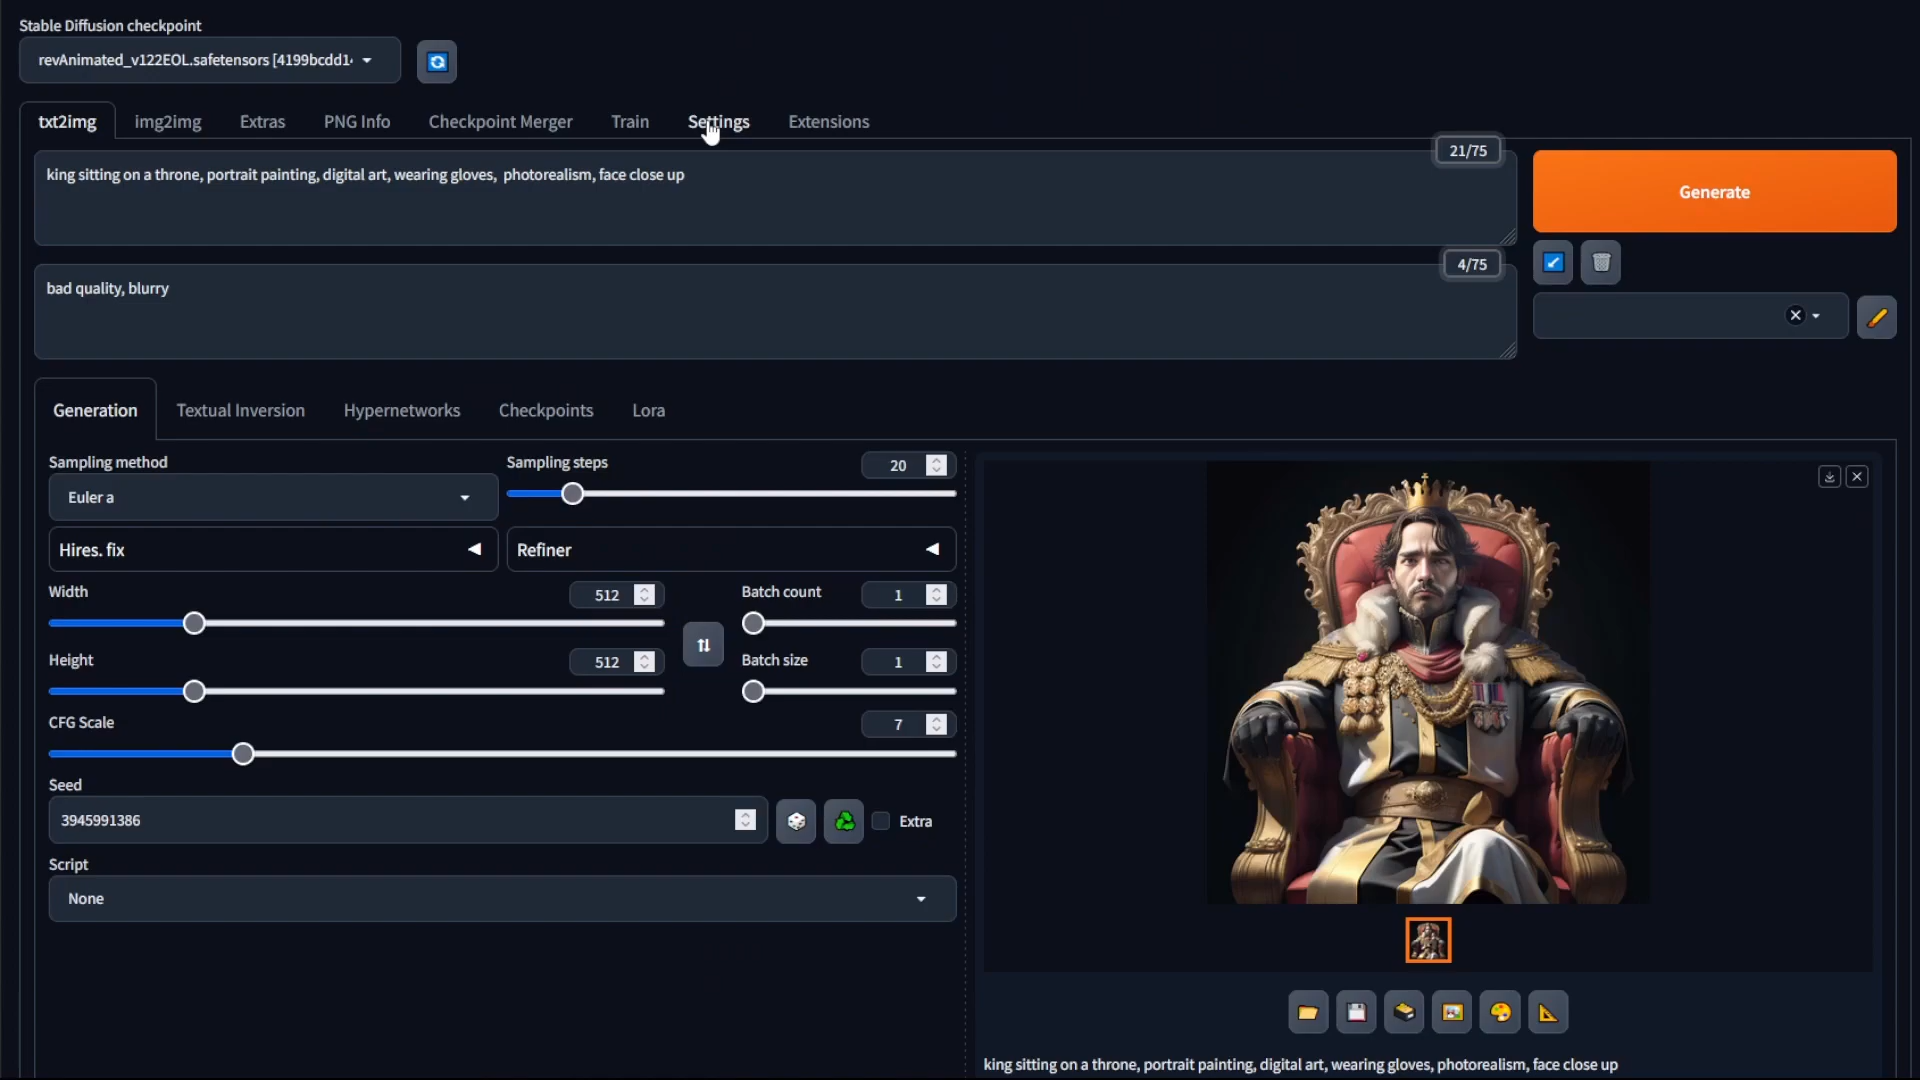 Stable Diffusion checkpoint
revAnimated_v122EOL.safetensors [4199bcdd1
txt2img img2img Extras PNG Info Checkpoint Merger Train Settings Extensions
21/75
king sitting on a throne, portrait painting, digital art, wearing gloves, photorealism, face close up
Generate
4/75
bad quality, blurry
Generation Textual Inversion Hypernetworks Checkpoints Lora
Sampling method
Euler a
Sampling steps
20
Hires. fix
Refiner
Width
512
Batch count
1
Height
512
Batch size
1
CFG Scale
7
Seed
3945991386
Extra
Script
None
king sitting on a throne, portrait painting, digital art, wearing gloves, photorealism, face close up